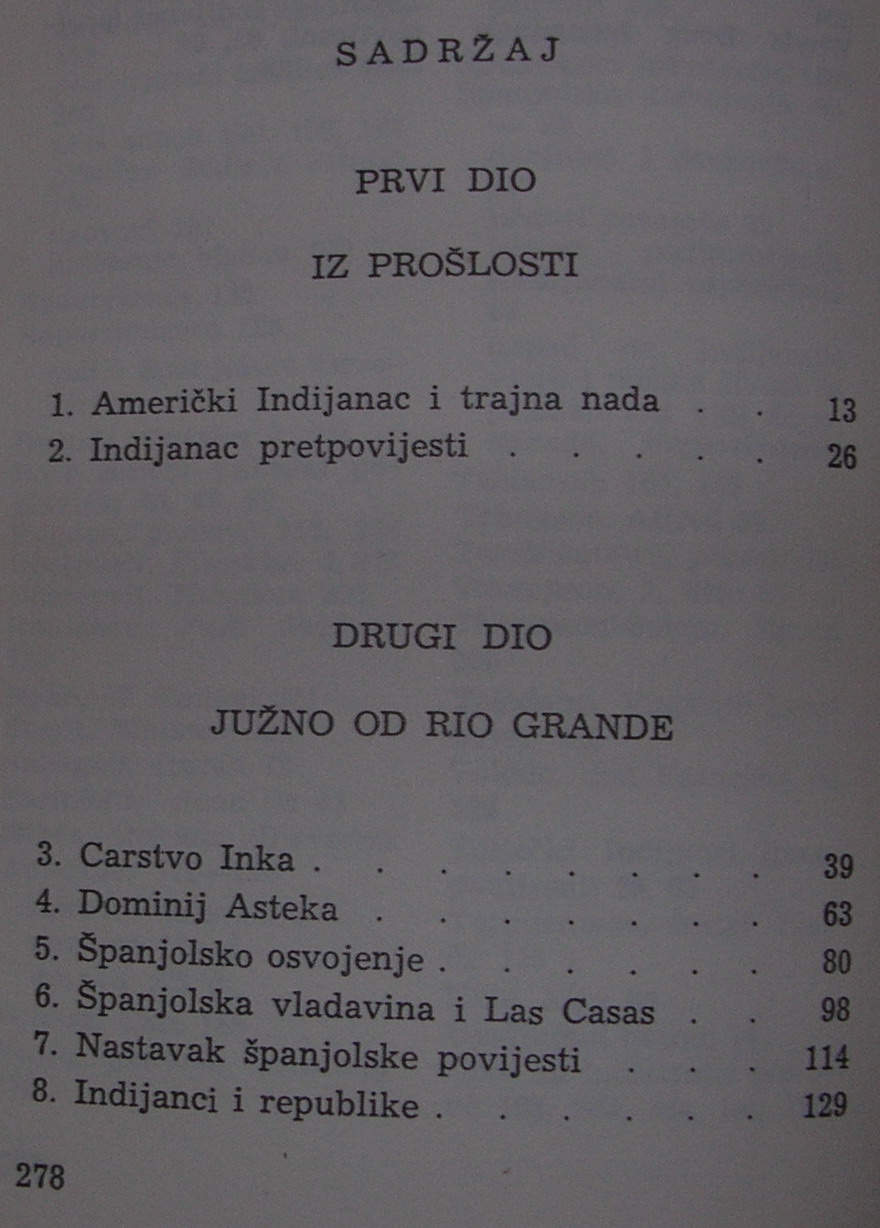 SADRŽAJ
PRVI DIO
IZ PROŠLOSTI
1. Američki Indijanac i trajna nada . . 13
2. Indijanac pretpovijesti . . . . . 26
DRUGI DIO
JUŽNO OD RIO GRANDE
3. Carstvo Inka . . . . . . . . 39
4. Dominij Asteka . . . . . . . 63
5. Španjolsko osvojenje . . . . . . 80
6. Španjolska vladavina i Las Casas . . 98
7. Nastavak španjolske povijesti . . . 114
8. Indijanci i republike . . . . . . 129
278